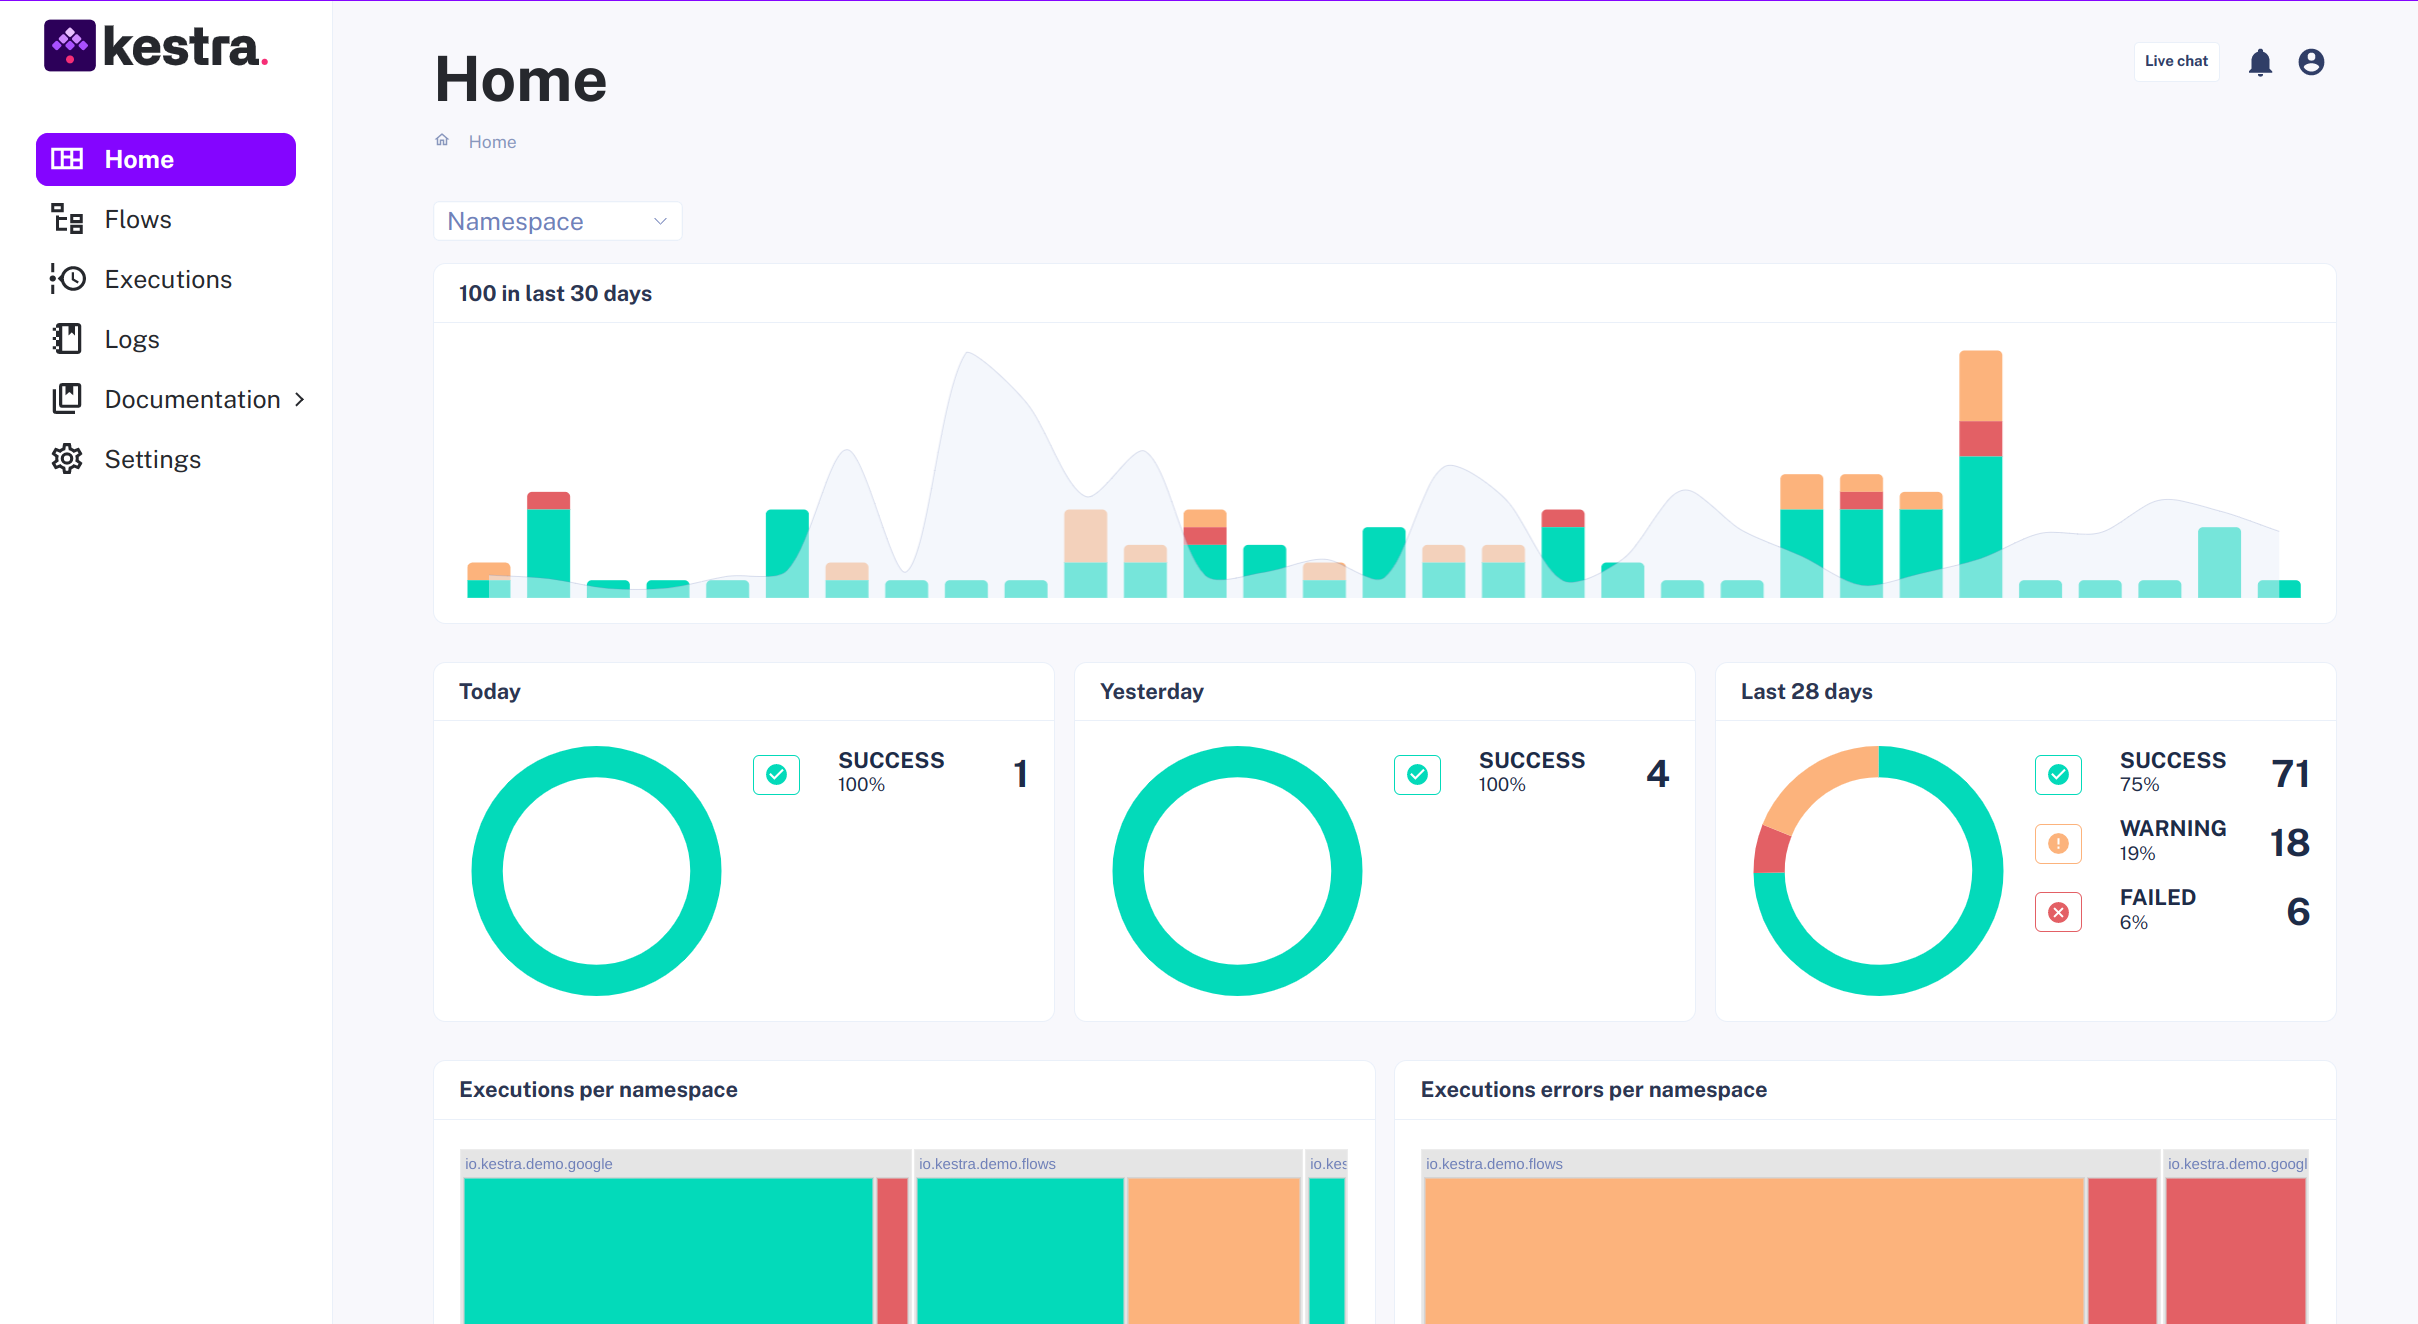 kestra.
Home
Flows
Executions
Logs
Documentation
Settings
Home
Home
Live chat
Namespace
100 in last 30 days
Today
SUCCESS
100%
1
Yesterday
SUCCESS
100%
4
Last 28 days
SUCCESS
75%
71
WARNING
19%
18
FAILED
6%
6
Executions per namespace
io.kestra.demo.google
io.kestra.demo.flows
io.kes
Executions errors per namespace
io.kestra.demo.flows
io.kestra.demo.googl